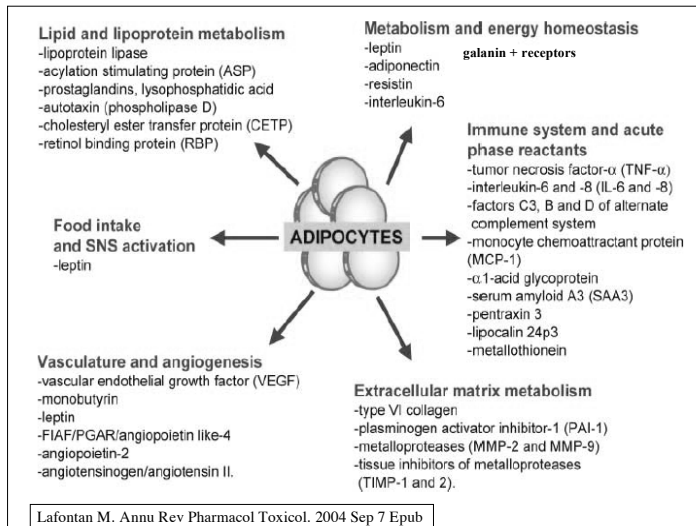 Lipid and lipoprotein metabolism
-lipoprotein lipase
-acylation stimulating protein (ASP)
-prostaglandins, lysophosphatidic acid
-autotaxin (phospholipase D)
-cholesteryl ester transfer protein (CETP)
-retinol binding protein (RBP)
Metabolism and energy homeostasis
-leptin
galanin + receptors
-adiponectin
-resistin
-interleukin-6
Immune system and acute
phase reactants
-tumor necrosis factor-α (TNF-α)
-interleukin-6 and -8 (IL-6 and -8)
-factors C3, B and D of alternate
complement system
-monocyte chemoattractant protein
(MCP-1)
-α1-acid glycoprotein
-serum amyloid A3 (SAA3)
-pentraxin 3
-lipocalin 24p3
-metallothionein
Food intake
and SNS activation
-leptin
ADIPOCYTES
Vasculature and angiogenesis
-vascular endothelial growth factor (VEGF)
-monobutyrin
-leptin
-FIAF/PGAR/angiopoietin like-4
-angiopoietin-2
-angiotensinogen/angiotensin II.
Extracellular matrix metabolism
-type VI collagen
-plasminogen activator inhibitor-1 (PAI-1)
-metalloproteases (MMP-2 and MMP-9)
-tissue inhibitors of metalloproteases
(TIMP-1 and 2).
Lafontan M. Annu Rev Pharmacol Toxicol. 2004 Sep 7 Epub